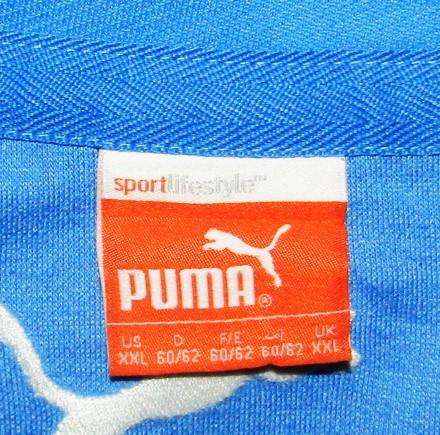 sportlifestyle™
PUMA®
US D F/E UK
XXL 60/62 60/62 60/62 XXL